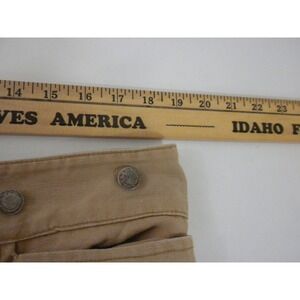 14 15 16 17 18 19 20 21 22 23
VES AMERICA IDAHO F